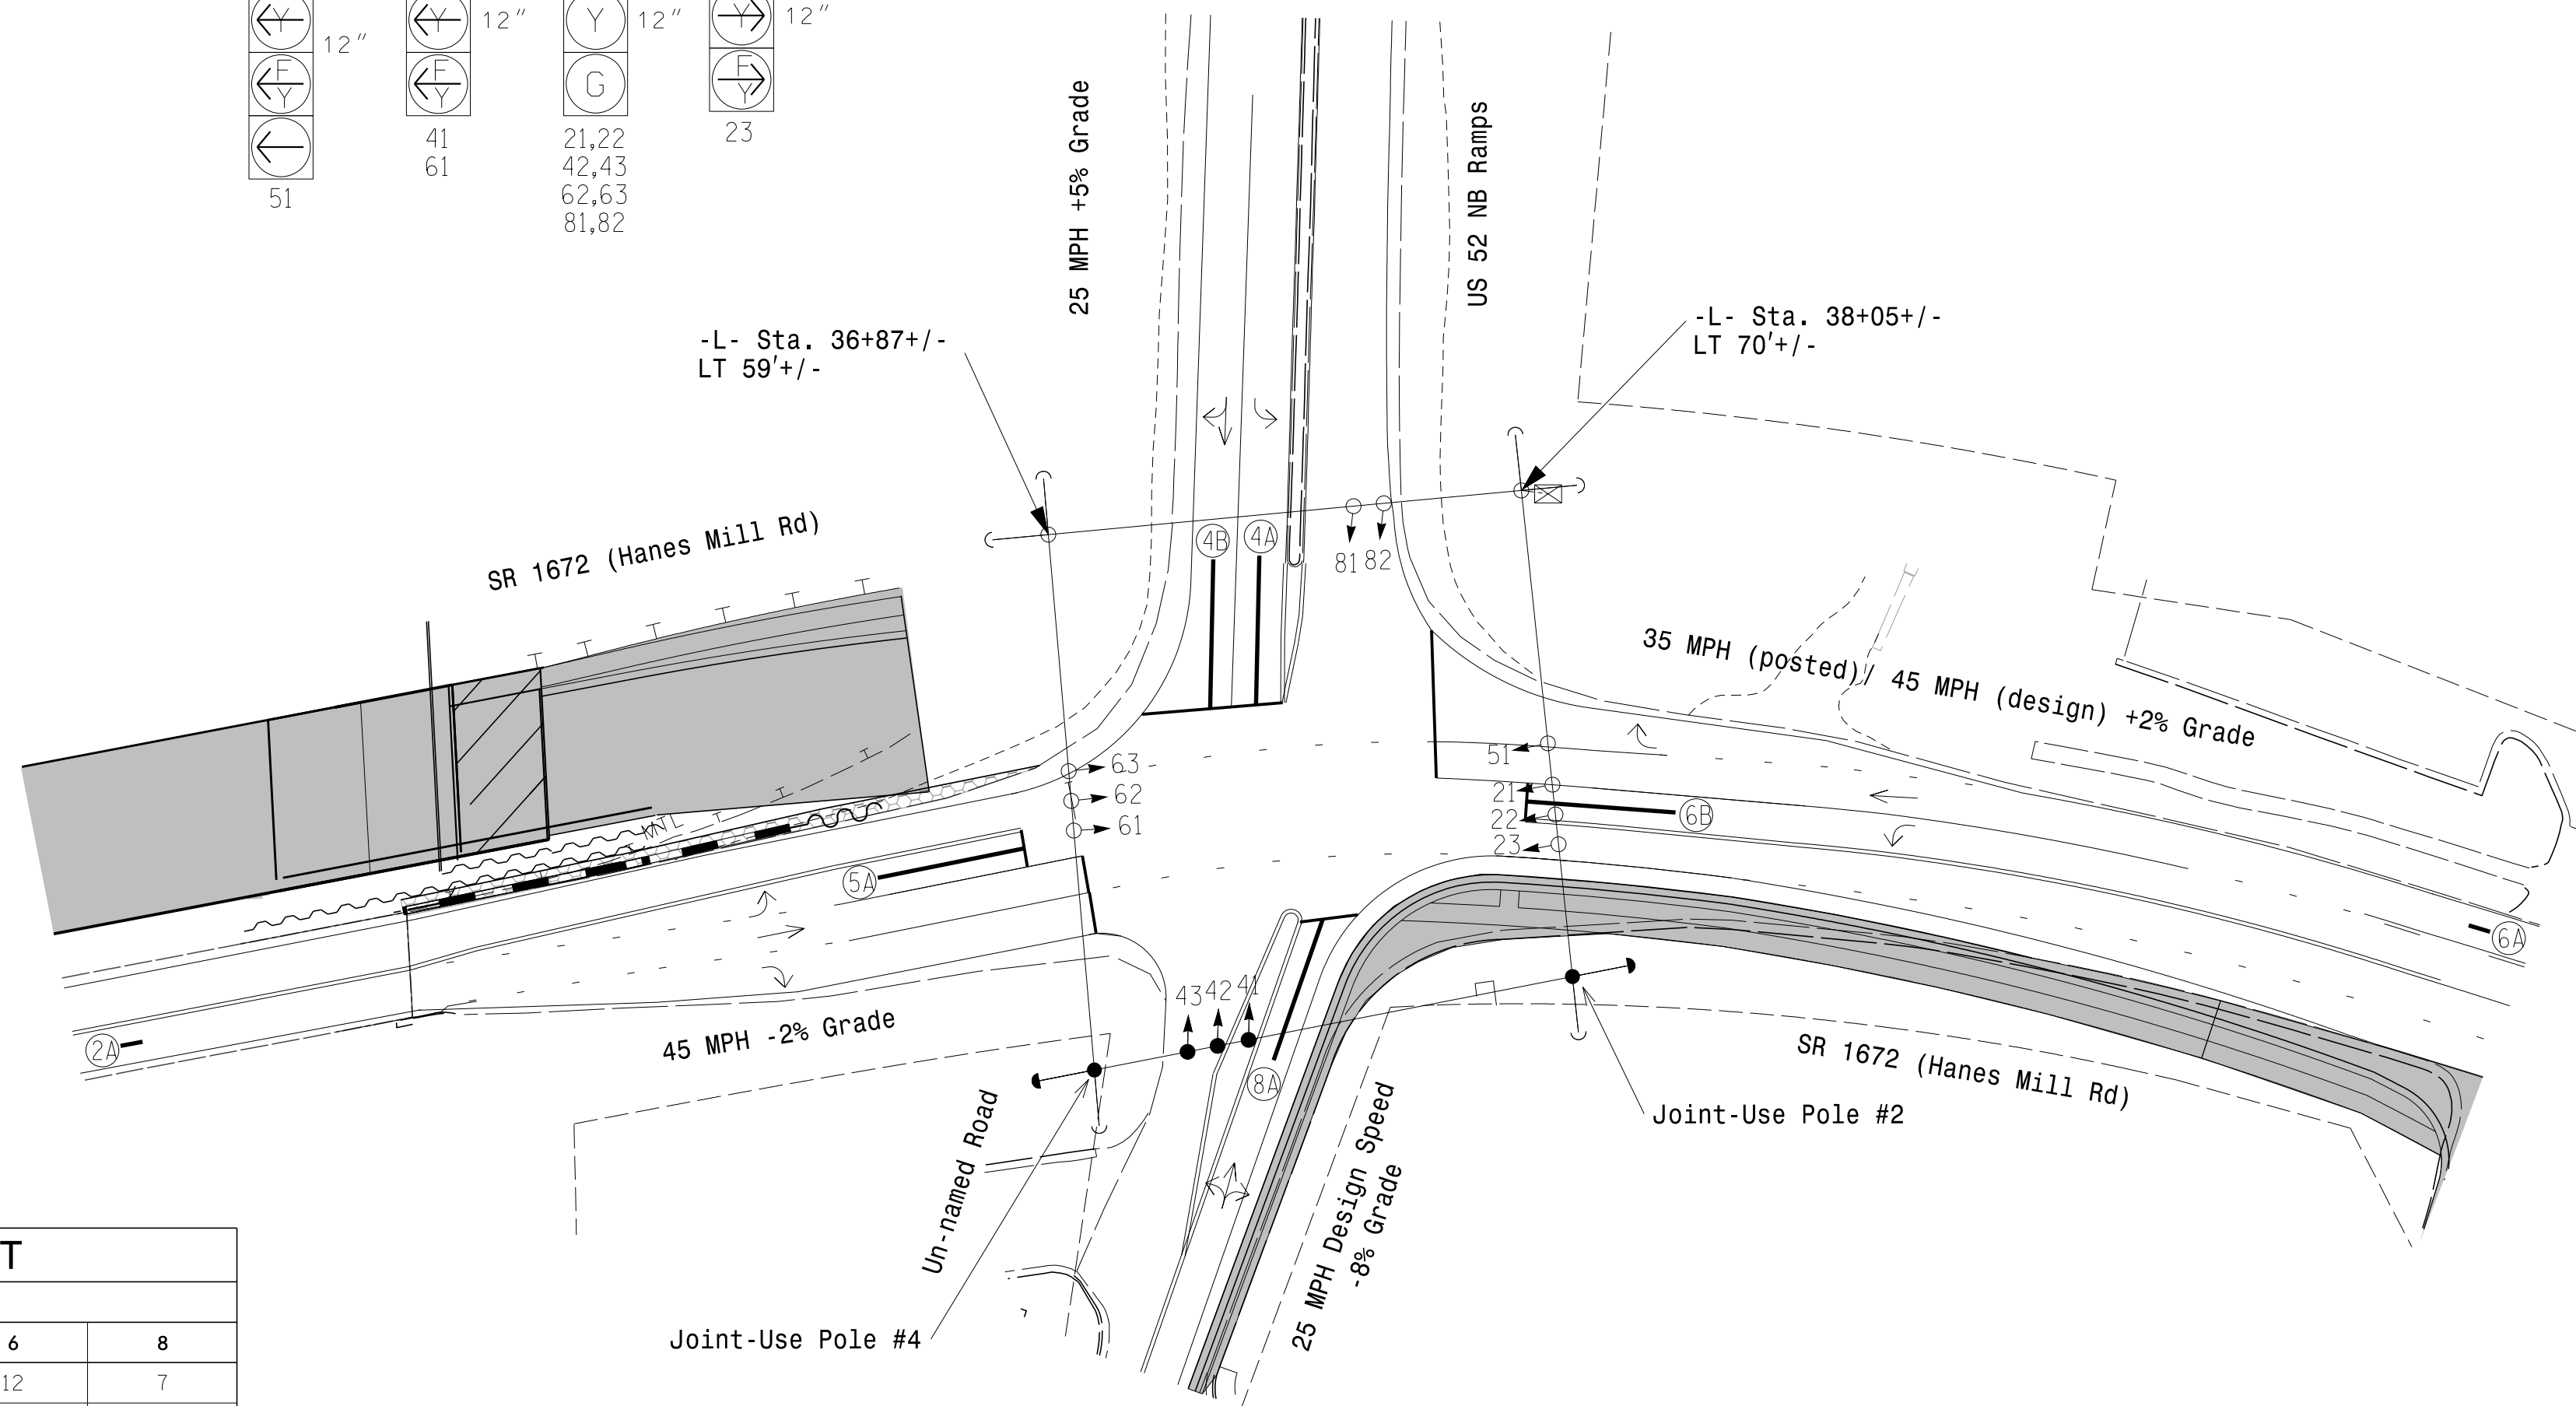 Y
12"
Y
12"
Y
12"
Y
12"
F
Y
F
Y
G
F
Y
51
41
61
21,22
42,43
62,63
81,82
23
25 MPH +5% Grade
US 52 NB Ramps
-L- Sta. 36+87+/-
LT 59'+/-
-L- Sta. 38+05+/-
LT 70'+/-
SR 1672 (Hanes Mill Rd)
4B
4A
81
82
35 MPH (posted)/ 45 MPH (design) +2% Grade
63
62
61
51
21
22
23
6B
5A
6A
2A
45 MPH -2% Grade
43
42
41
8A
SR 1672 (Hanes Mill Rd)
Joint-Use Pole #2
Un-named Road
25 MPH Design Speed
-8% Grade
Joint-Use Pole #4
T
6
8
12
7